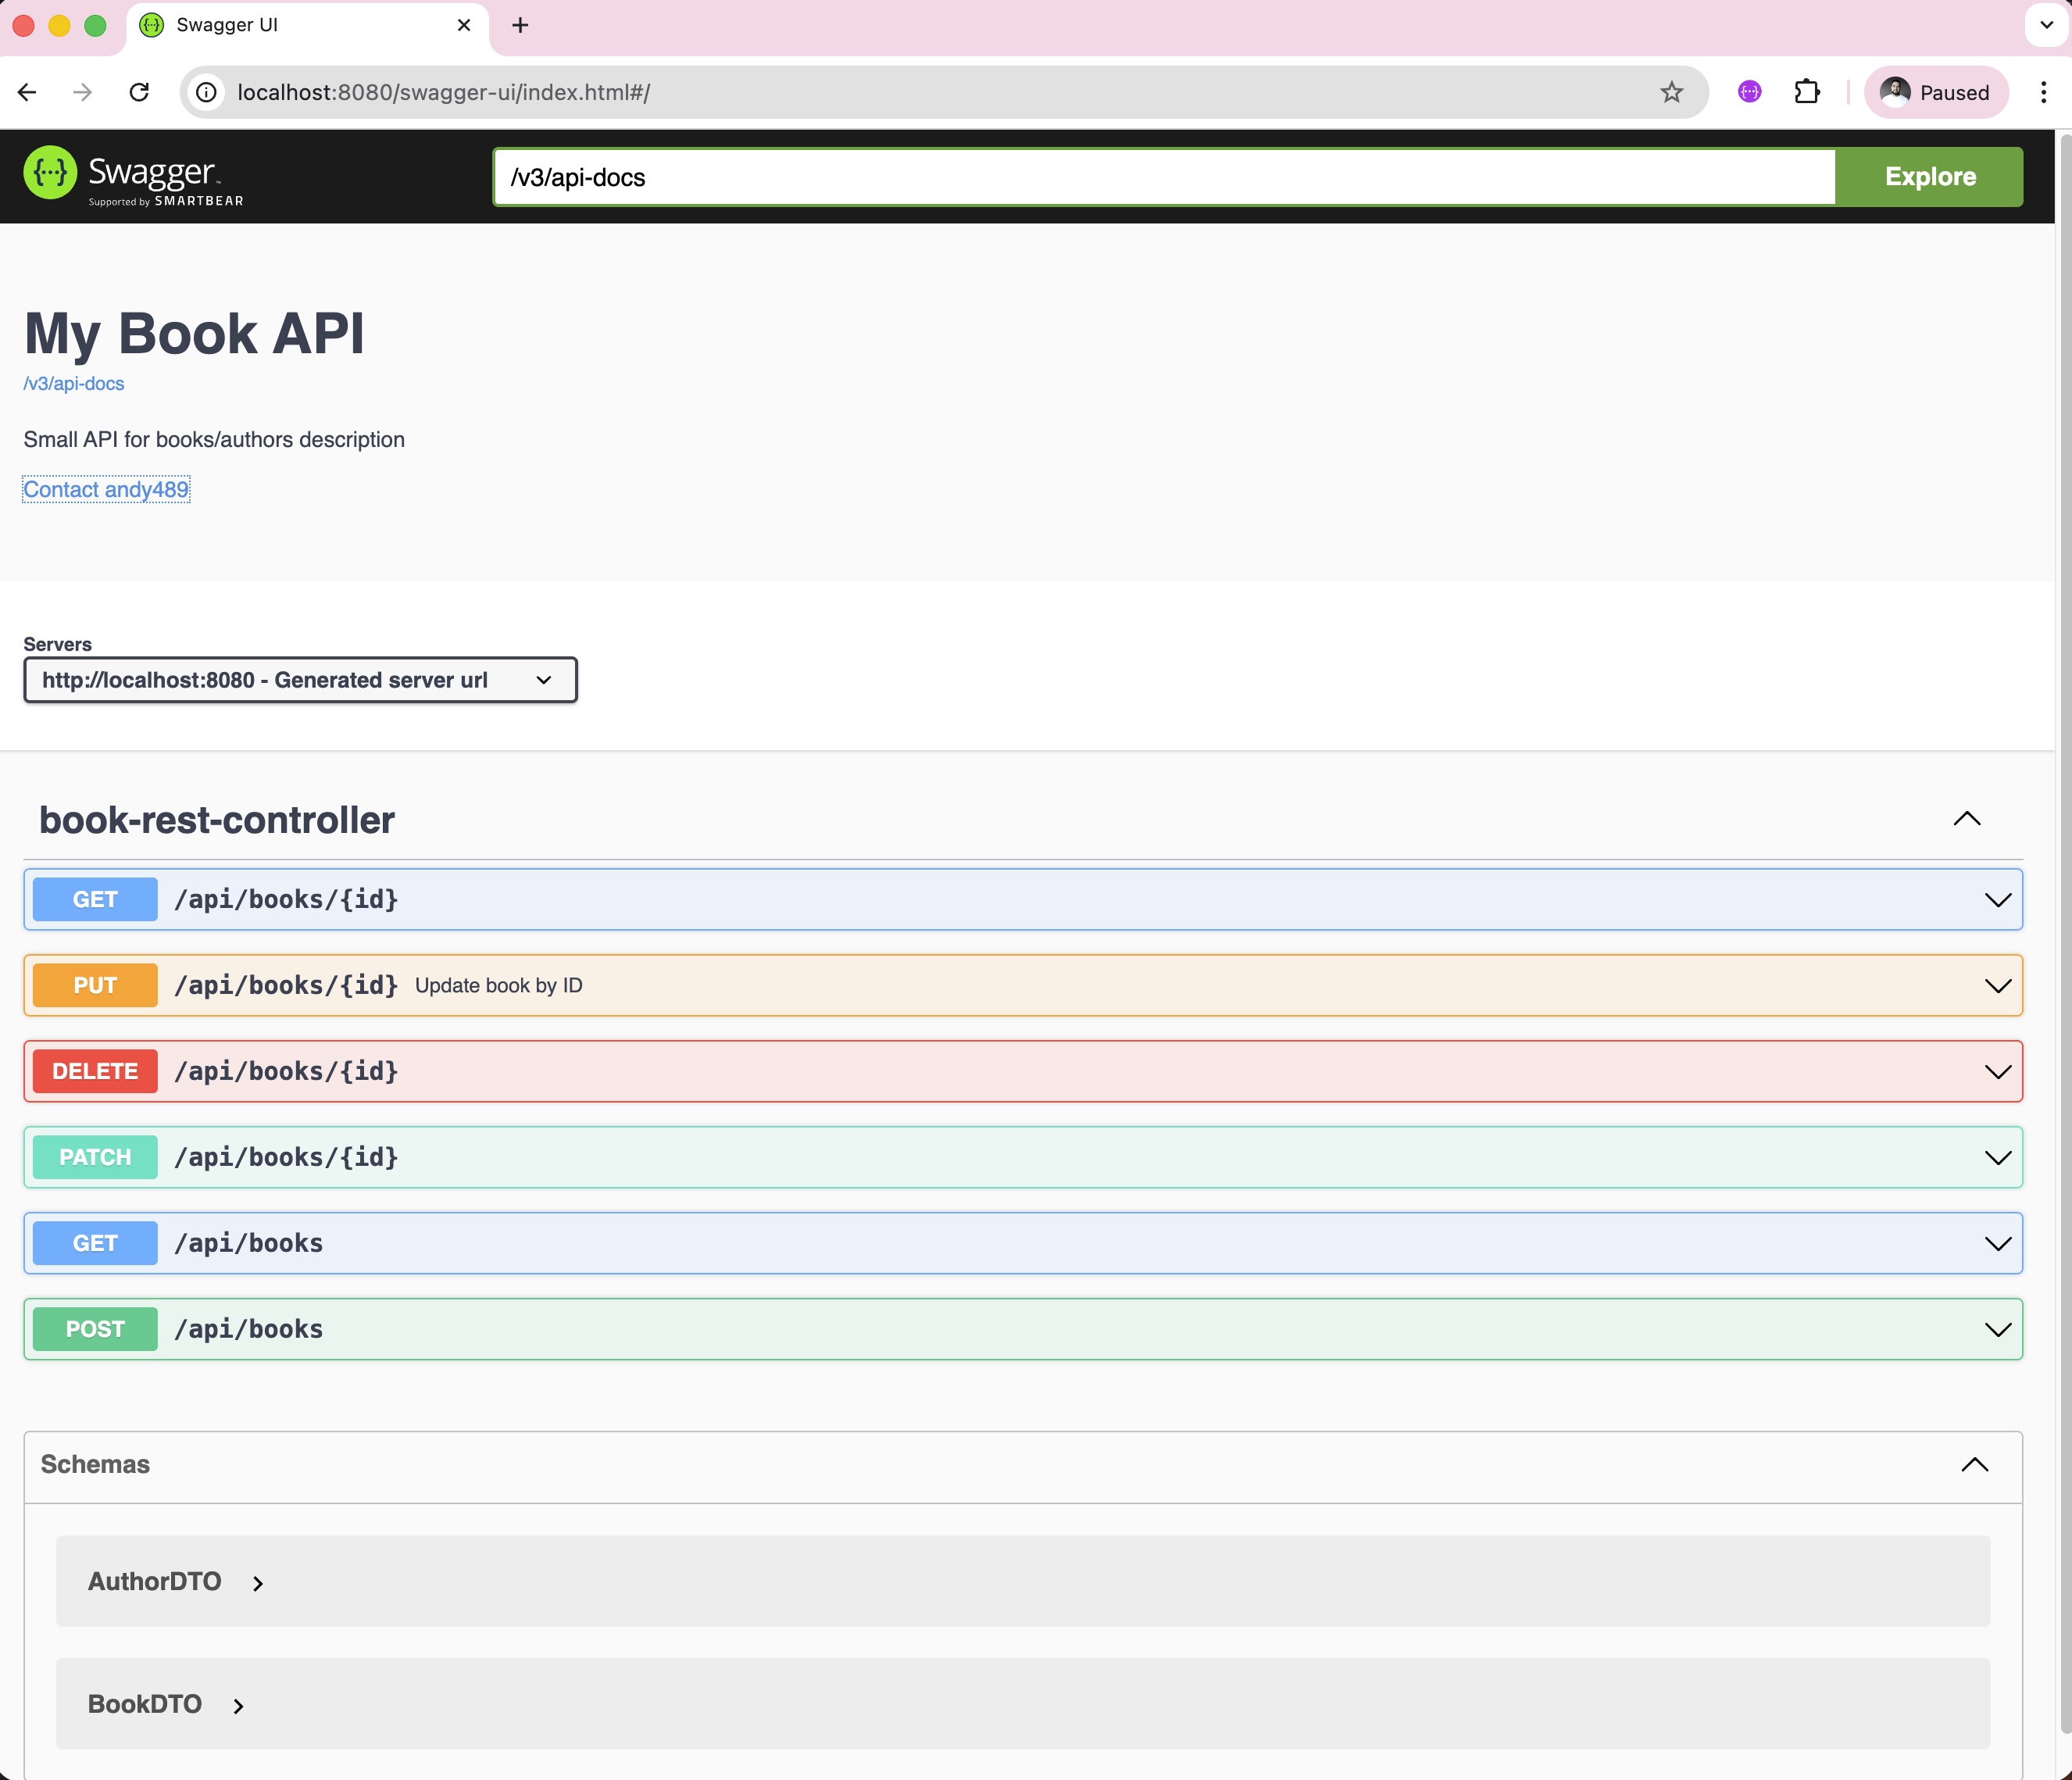 Swagger UI
localhost:8080/swagger-ui/index.html#/
Paused
Swagger™
Supported by SMARTBEAR
/v3/api-docs
Explore
My Book API
/v3/api-docs
Small API for books/authors description
Contact andy489
Servers
http://localhost:8080 - Generated server url
book-rest-controller
GET /api/books/{id}
PUT /api/books/{id} Update book by ID
DELETE /api/books/{id}
PATCH /api/books/{id}
GET /api/books
POST /api/books
Schemas
AuthorDTO
BookDTO